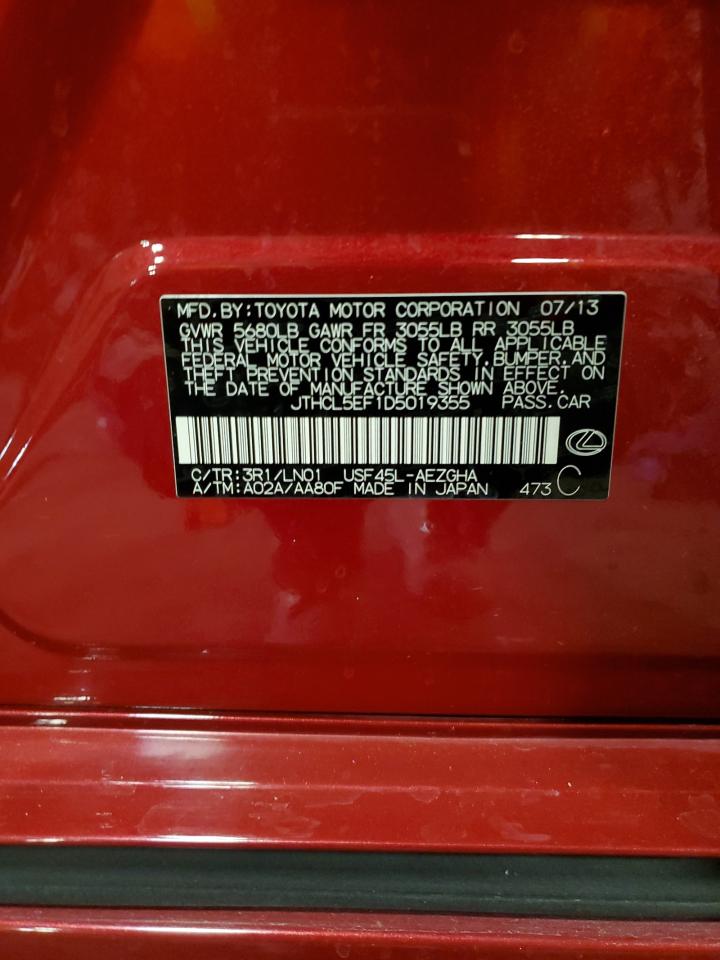 MFD.BY:TOYOTA MOTOR CORPORATION 07/13
GVWR 5680LB GAWR FR 3055LB RR 3055LB
THIS VEHICLE CONFORMS TO ALL APPLICABLE
FEDERAL MOTOR VEHICLE SAFETY,BUMPER,AND
THEFT PREVENTION STANDARDS IN EFFECT ON
THE DATE OF MANUFACTURE SHOWN ABOVE.
JTHCL5EF1D5019355 PASS.CAR
C/TR:3R1/LN01 USF45L-AEZGHA
A/TM:A02A/AA80F MADE IN JAPAN 473 C